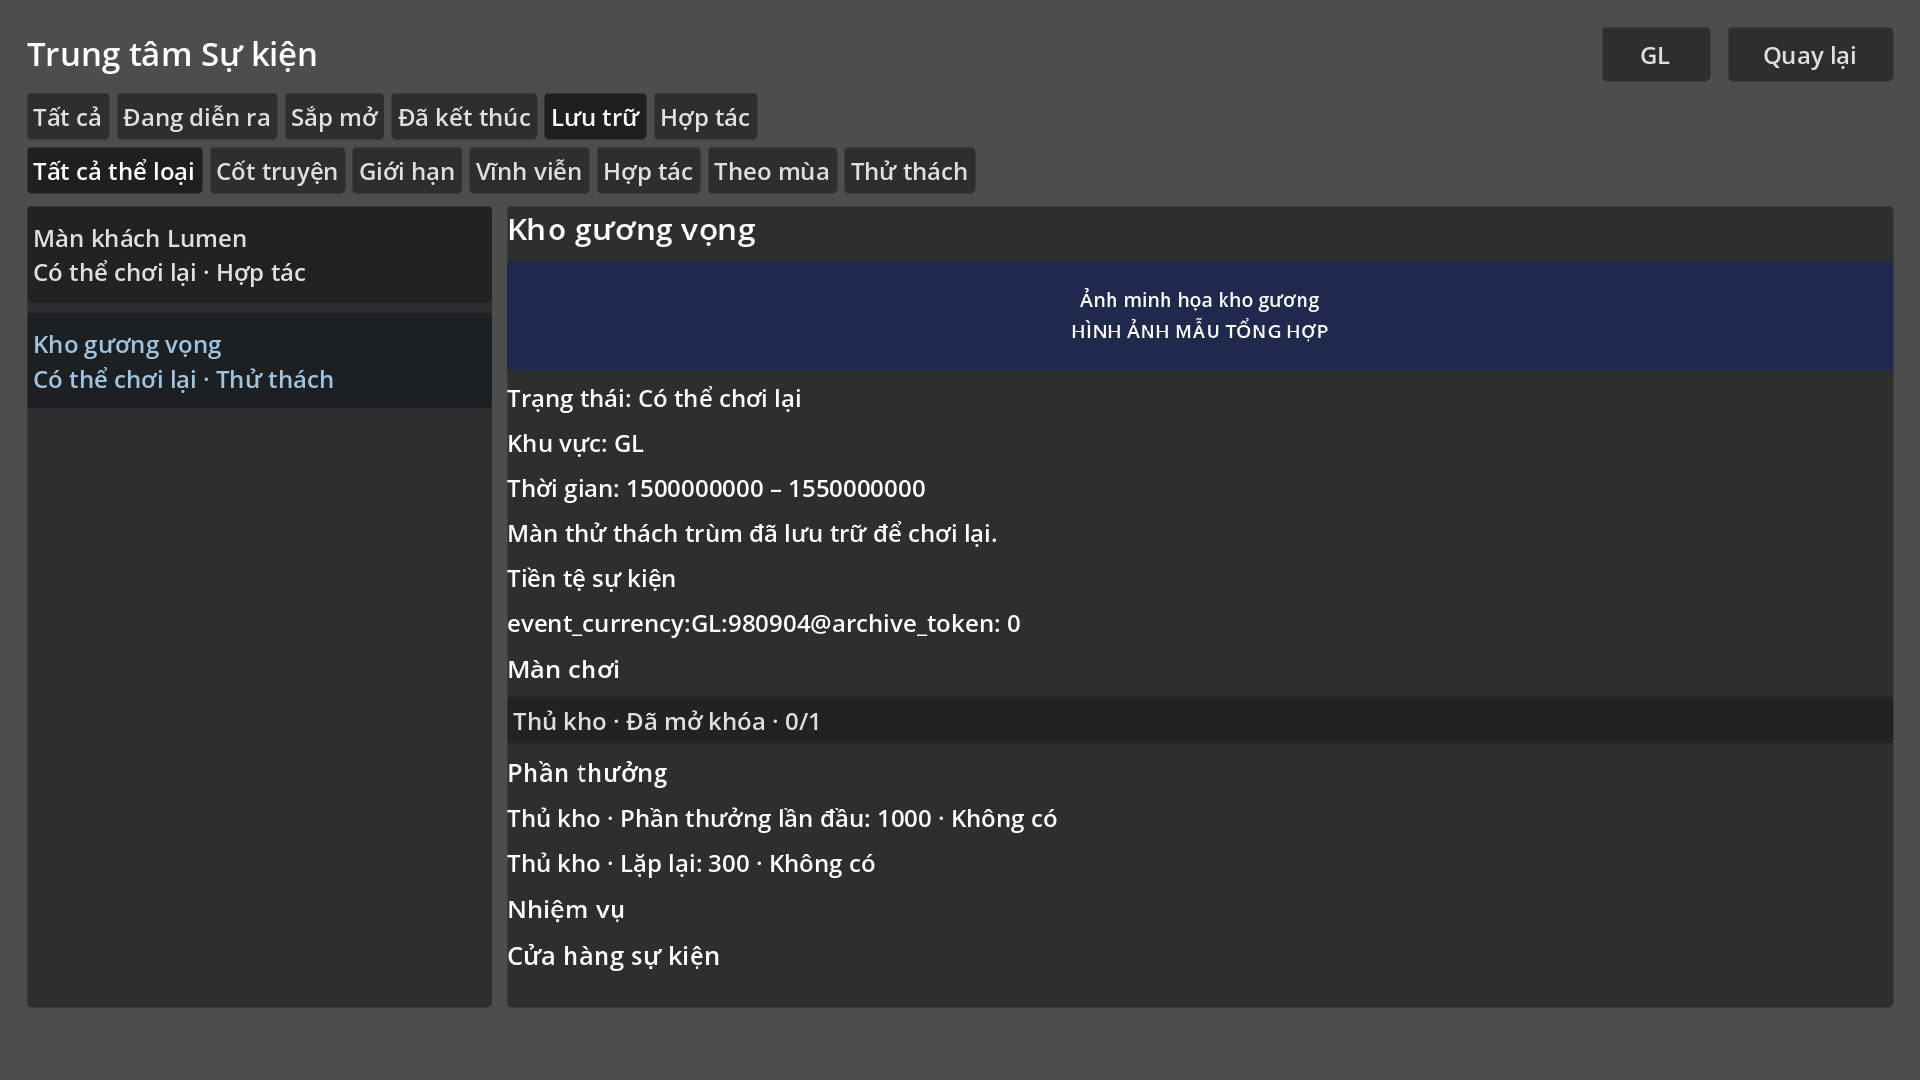 Trung tâm Sự kiện
GL
Quay lại
Tất cả
Đang diễn ra
Sắp mở
Đã kết thúc
Lưu trữ
Hợp tác
Tất cả thể loại
Cốt truyện
Giới hạn
Vĩnh viễn
Hợp tác
Theo mùa
Thử thách
Màn khách Lumen
Có thể chơi lại · Hợp tác
Kho gương vọng
Có thể chơi lại · Thử thách
Kho gương vọng
Ảnh minh họa kho gương
HÌNH ẢNH MẪU TỔNG HỢP
Trạng thái: Có thể chơi lại
Khu vực: GL
Thời gian: 1500000000 – 1550000000
Màn thử thách trùm đã lưu trữ để chơi lại.
Tiền tệ sự kiện
event_currency:GL:980904@archive_token: 0
Màn chơi
Thủ kho · Đã mở khóa · 0/1
Phần thưởng
Thủ kho · Phần thưởng lần đầu: 1000 · Không có
Thủ kho · Lặp lại: 300 · Không có
Nhiệm vụ
Cửa hàng sự kiện